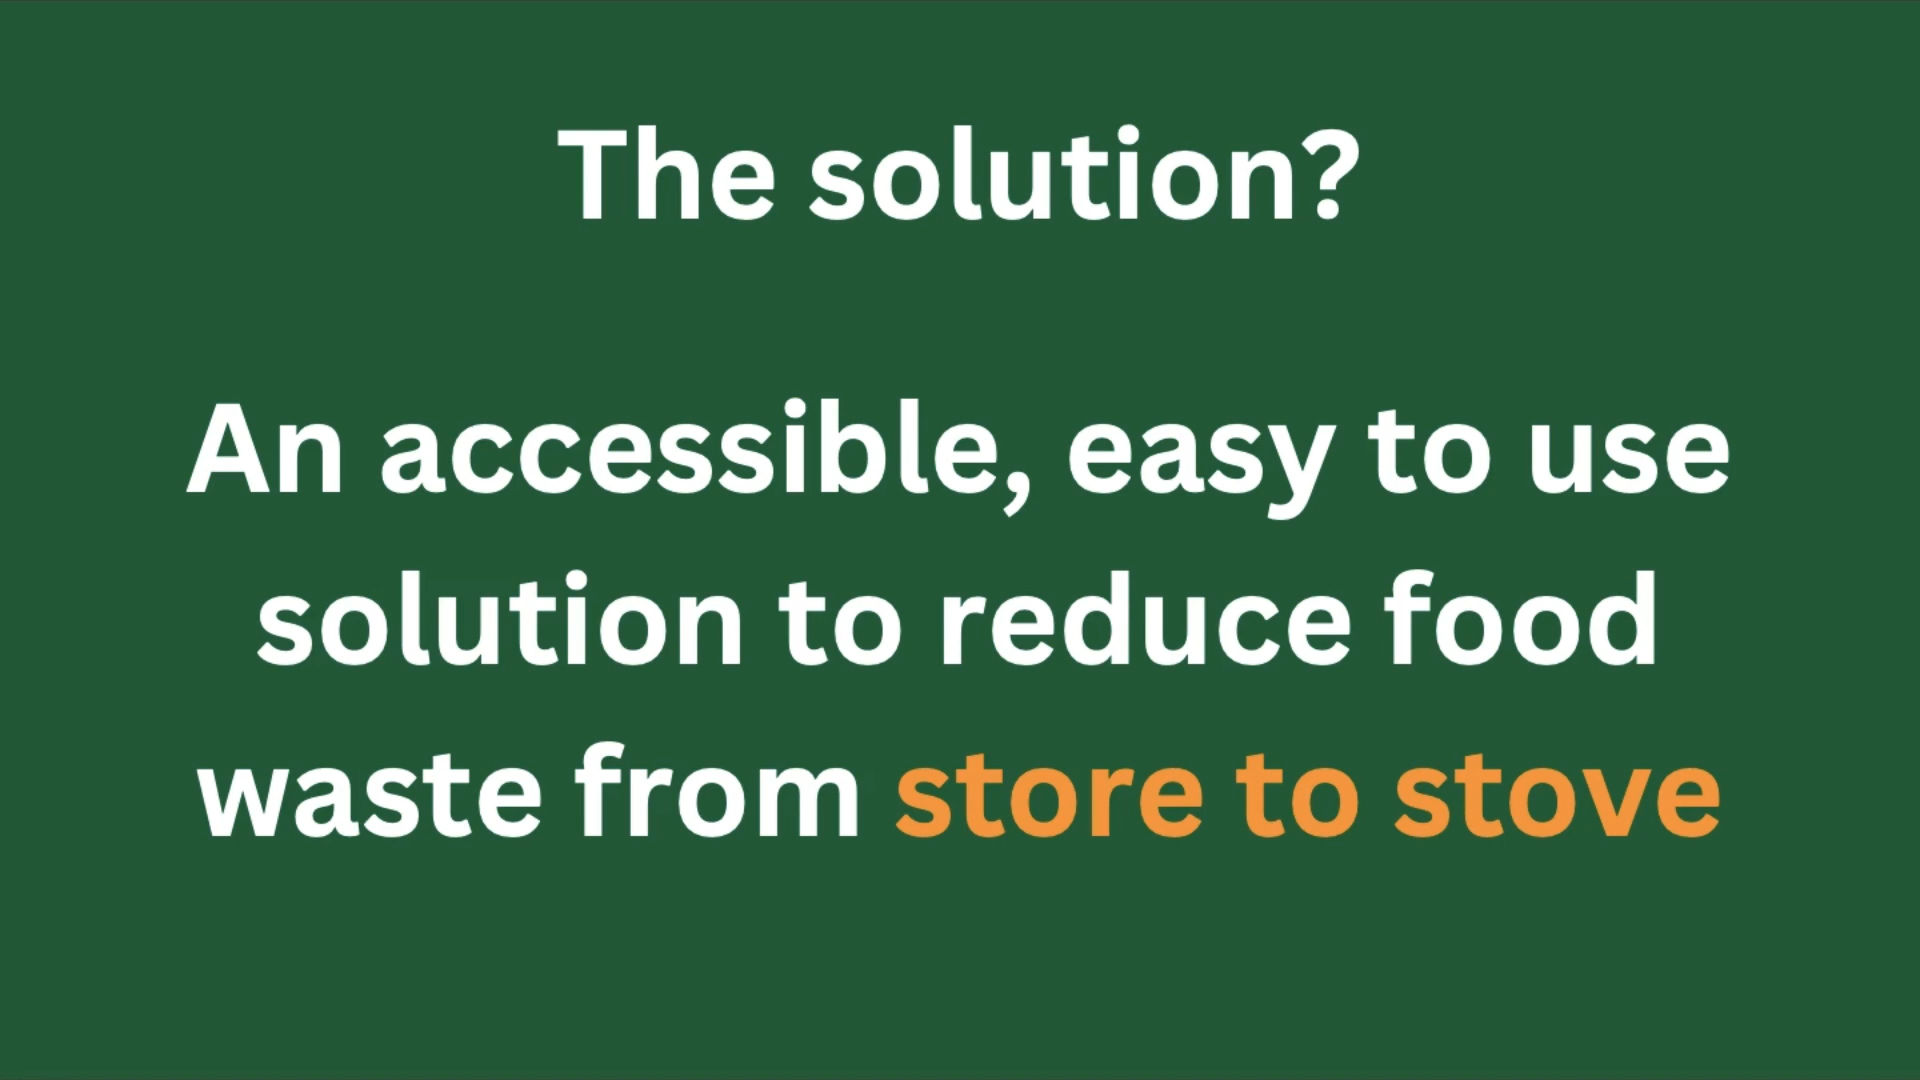 The solution?
An accessible, easy to use
solution to reduce food
waste from store to stove